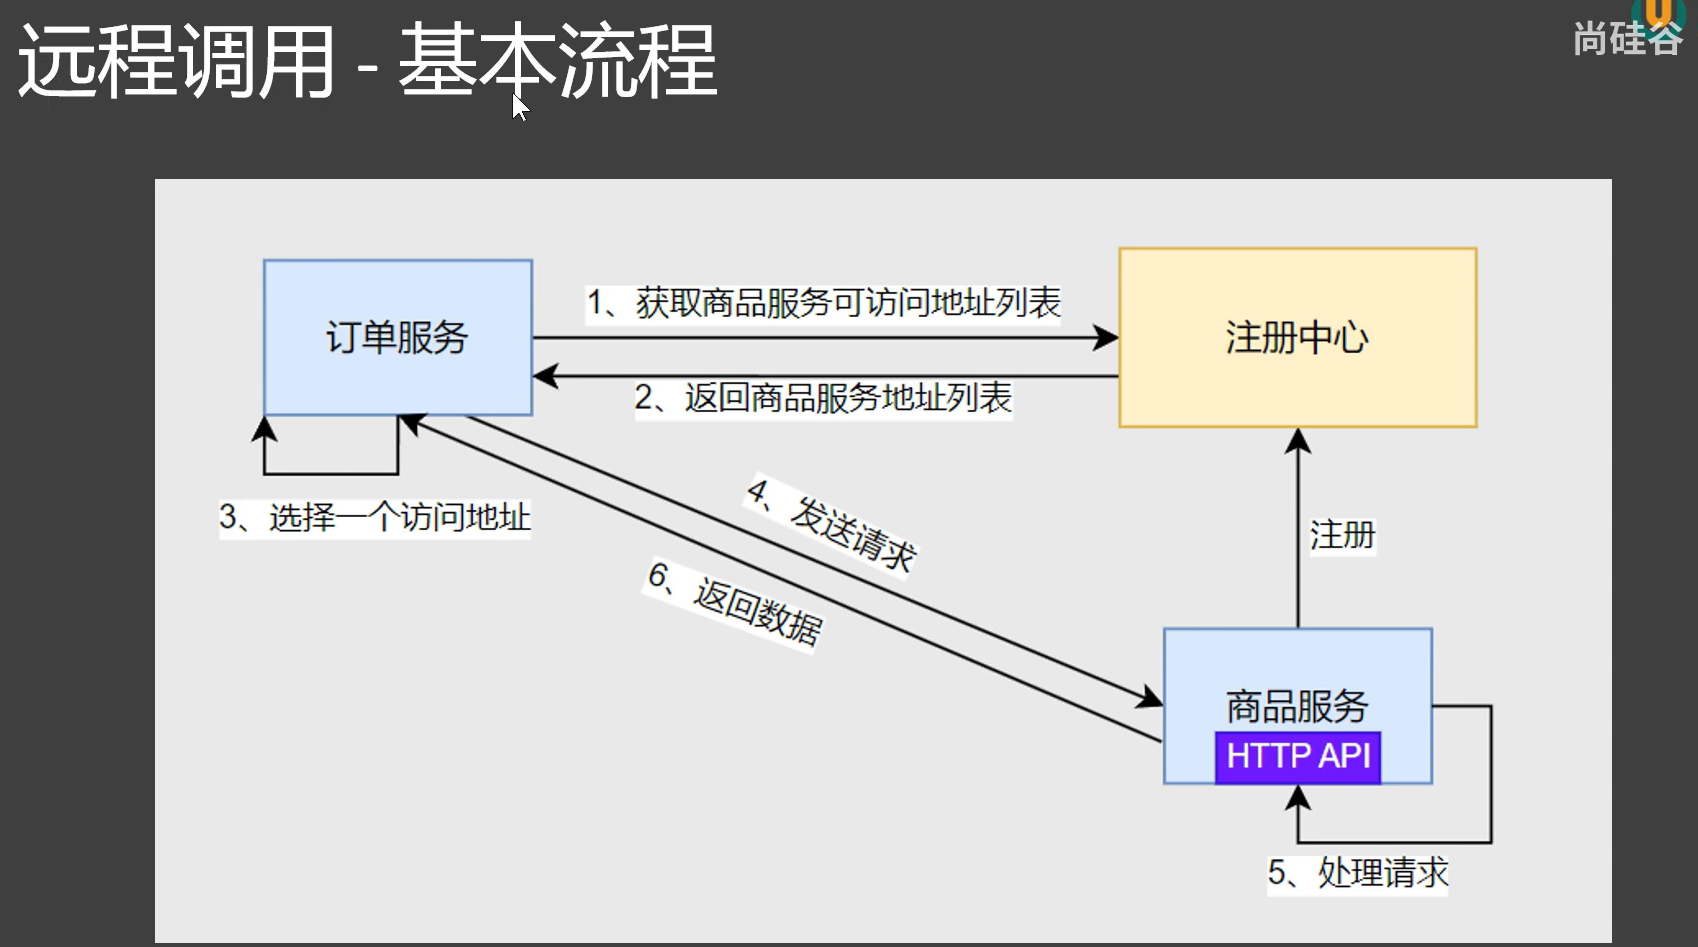 远程调用 - 基本流程
尚硅谷
订单服务
1、获取商品服务可访问地址列表
注册中心
2、返回商品服务地址列表
3、选择一个访问地址
4、发送请求
注册
6、返回数据
商品服务
HTTP API
5、处理请求